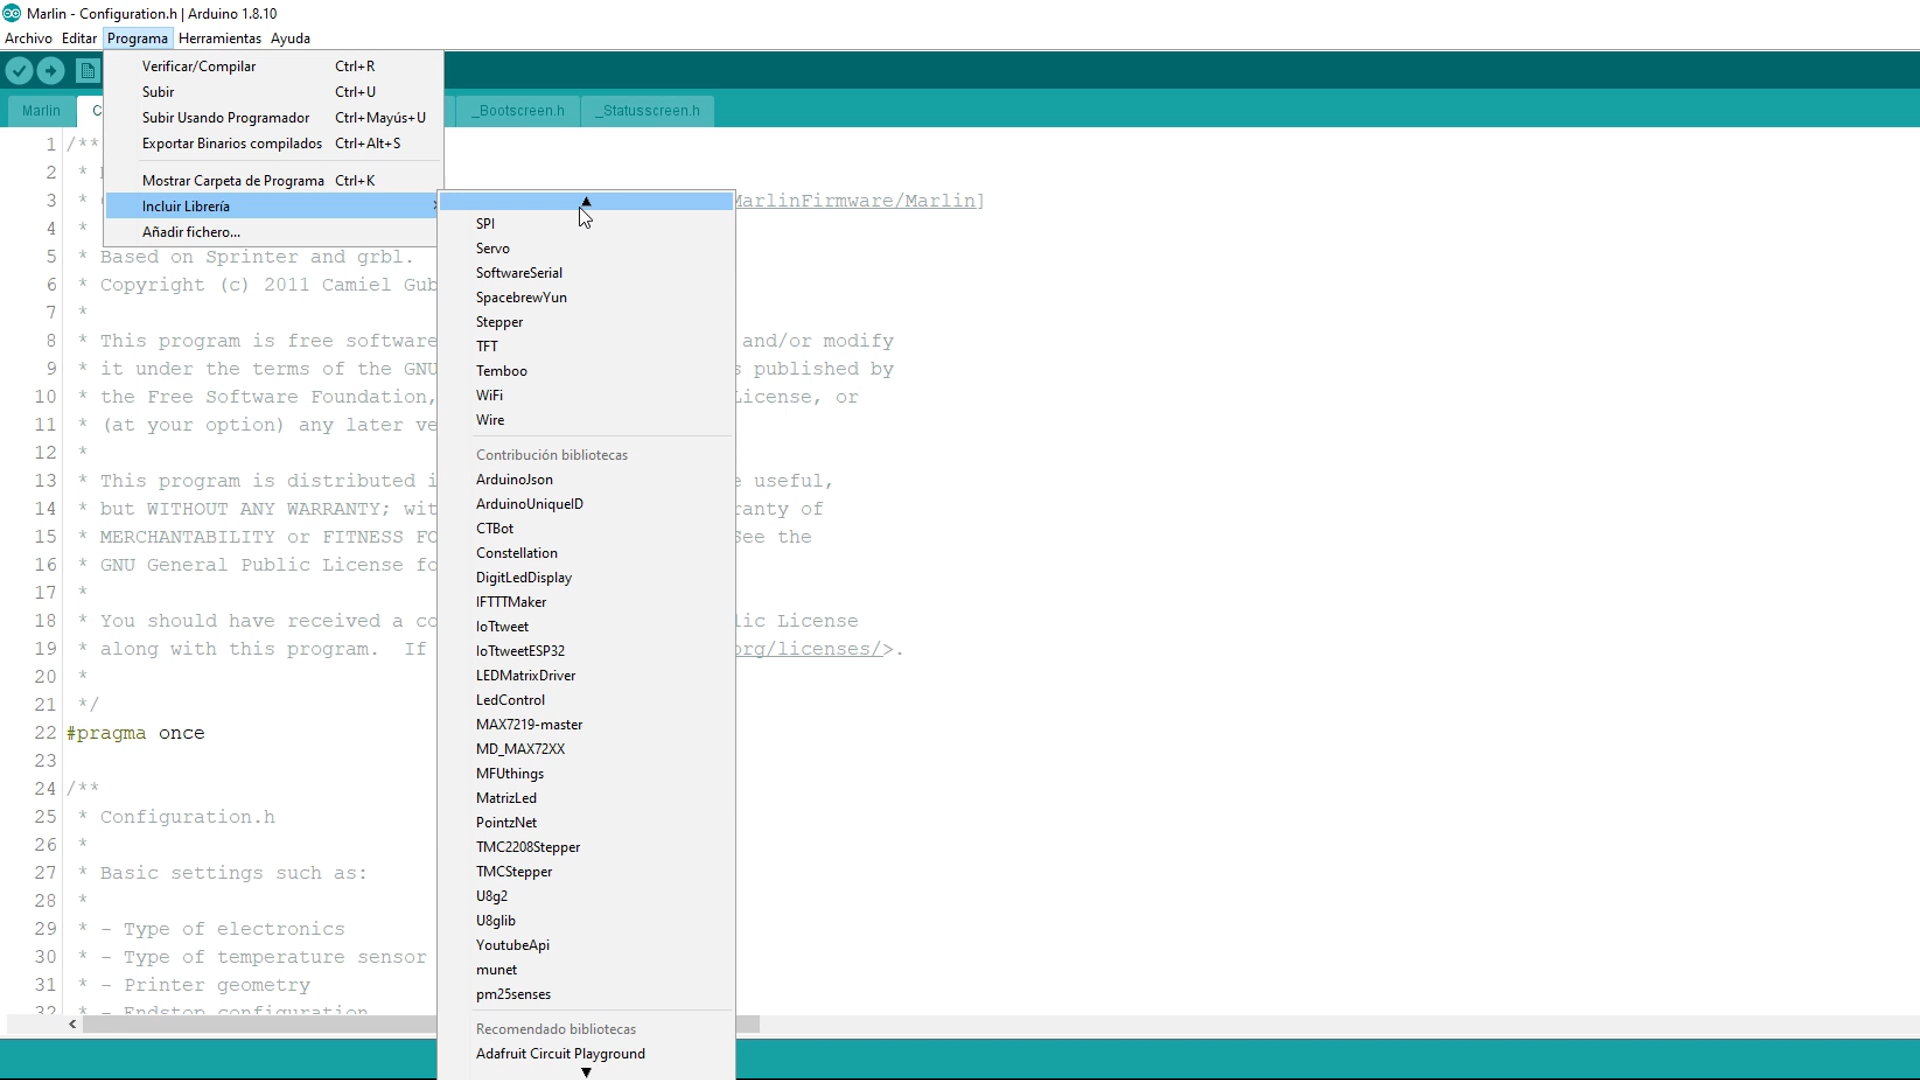 Marlin - Configuration.h | Arduino 1.8.10
Archivo Editar Programa Herramientas Ayuda
Verificar/Compilar Ctrl+R
Subir Ctrl+U
Subir Usando Programador Ctrl+Mayús+U
Exportar Binarios compilados Ctrl+Alt+S
Mostrar Carpeta de Programa Ctrl+K
Incluir Librería
Añadir fichero...
Marlin C _Bootscreen.h _Statusscreen.h
SPI
Servo
SoftwareSerial
SpacebrewYun
Stepper
TFT
Temboo
WiFi
Wire
Contribución bibliotecas
ArduinoJson
ArduinoUniqueID
CTBot
Constellation
DigitLedDisplay
IFTTTMaker
IoTtweet
IoTtweetESP32
LEDMatrixDriver
LedControl
MAX7219-master
MD_MAX72XX
MFUthings
MatrizLed
PointzNet
TMC2208Stepper
TMCStepper
U8g2
U8glib
YoutubeApi
munet
pm25senses
Recomendado bibliotecas
Adafruit Circuit Playground
1 /**
2 *
3 * MarlinFirmware/Marlin]
4 *
5 * Based on Sprinter and grbl.
6 * Copyright (c) 2011 Camiel Gub
7 *
8 * This program is free software and/or modify
9 * it under the terms of the GNU published by
10 * the Free Software Foundation, License, or
11 * (at your option) any later ve
12 *
13 * This program is distributed i e useful,
14 * but WITHOUT ANY WARRANTY; wit ranty of
15 * MERCHANTABILITY or FITNESS FO See the
16 * GNU General Public License fo
17 *
18 * You should have received a co lic License
19 * along with this program. If org/licenses/>.
20 *
21 */
22 #pragma once
23
24 /**
25 * Configuration.h
26 *
27 * Basic settings such as:
28 *
29 * - Type of electronics
30 * - Type of temperature sensor
31 * - Printer geometry
32 * - Endstop configuration